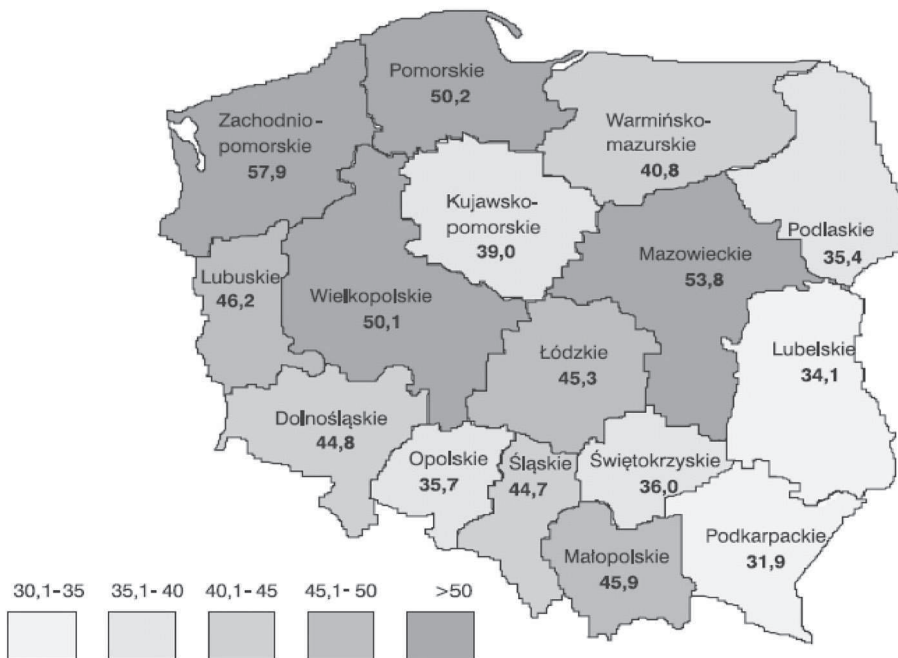 Pomorskie
50,2
Zachodnio-
pomorskie
57,9
Warmińsko-
mazurskie
40,8
Kujawsko-
pomorskie
39,0
Podlaskie
35,4
Mazowieckie
53,8
Lubuskie
46,2
Wielkopolskie
50,1
Łódzkie
45,3
Lubelskie
34,1
Dolnośląskie
44,8
Opolskie
35,7
Śląskie
44,7
Świętokrzyskie
36,0
Małopolskie
45,9
Podkarpackie
31,9
30,1-35 35,1-40 40,1-45 45,1-50 >50